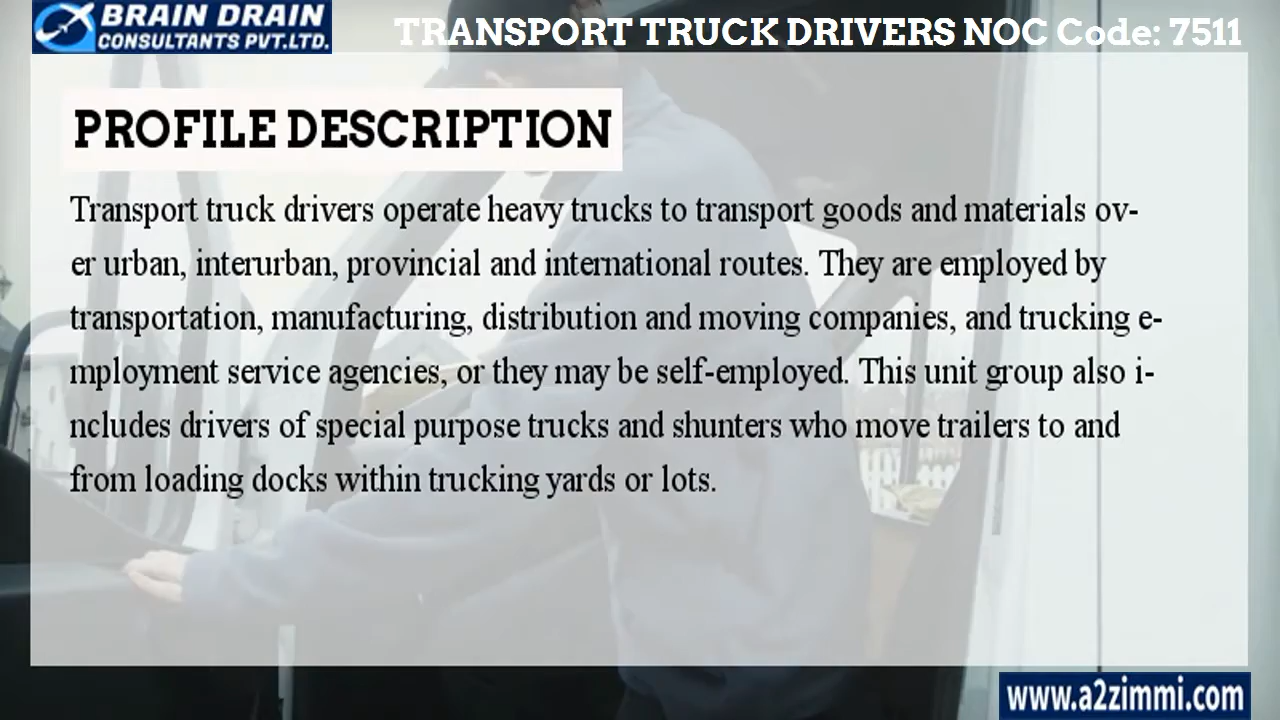 BRAIN DRAIN
CONSULTANTS PVT.LTD.
TRANSPORT TRUCK DRIVERS NOC Code: 7511
PROFILE DESCRIPTION
Transport truck drivers operate heavy trucks to transport goods and materials ov-
er urban, interurban, provincial and international routes. They are employed by
transportation, manufacturing, distribution and moving companies, and trucking e-
mployment service agencies, or they may be self-employed. This unit group also i-
ncludes drivers of special purpose trucks and shunters who move trailers to and
from loading docks within trucking yards or lots.
www.a2zimmi.com